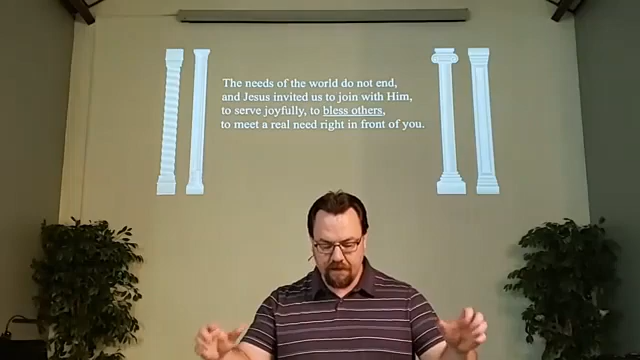 The needs of the world do not end,
and Jesus invited us to join with Him,
to serve joyfully, to bless others,
to meet a real need right in front of you.